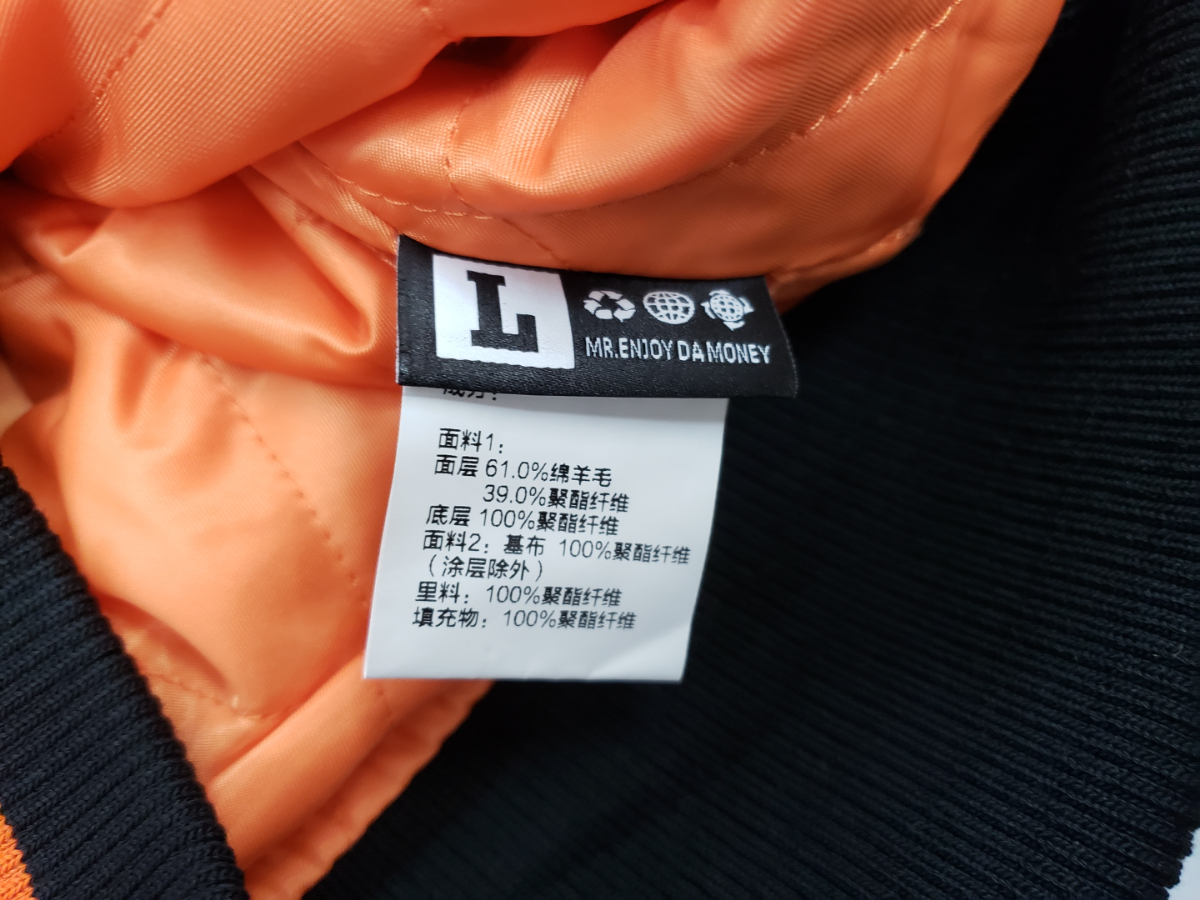 L
MR.ENJOY DA MONEY
成分:
面料1:
面层 61.0%绵羊毛
39.0%聚酯纤维
底层 100%聚酯纤维
面料2: 基布 100%聚酯纤维
(涂层除外)
里料: 100%聚酯纤维
填充物: 100%聚酯纤维